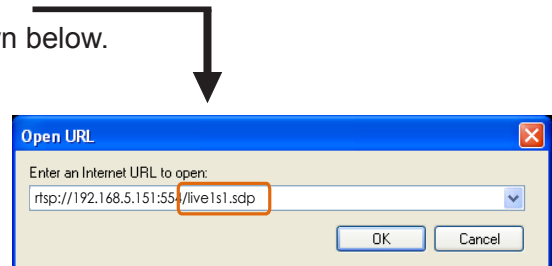 n below.
Open URL
Enter an Internet URL to open:
rtsp://192.168.5.151:554/live1s1.sdp
OK
Cancel